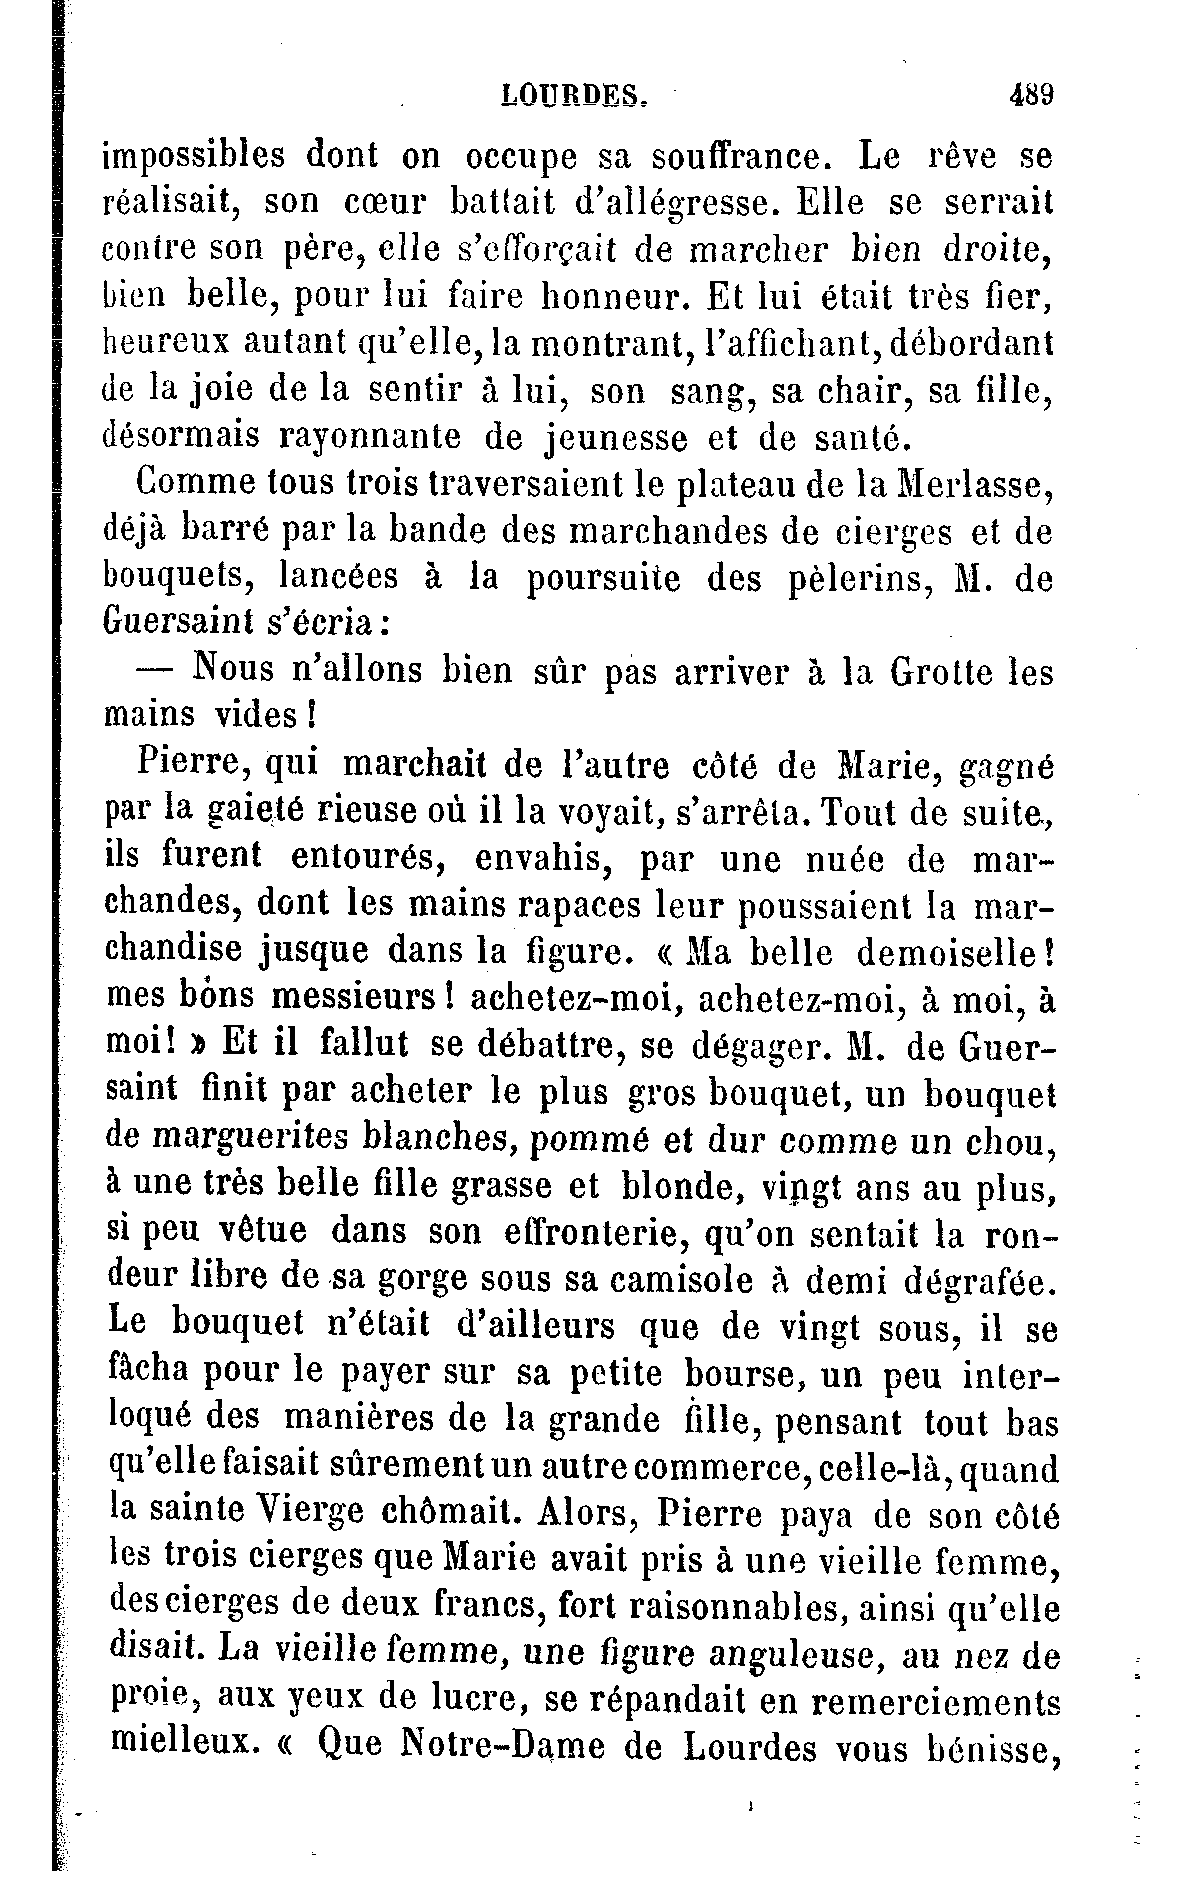 LOURDES. 489
impossibles dont on occupe sa souffrance. Le rêve se
réalisait, son cœur battait d'allégresse. Elle se serrait
contre son père, elle s'efforçait de marcher bien droite,
bien belle, pour lui faire honneur. Et lui était très fier,
heureux autant qu'elle, la montrant, l'affichant, débordant
de la joie de la sentir à lui, son sang, sa chair, sa fille,
désormais rayonnante de jeunesse et de santé.
Comme tous trois traversaient le plateau de la Merlasse,
déjà barré par la bande des marchandes de cierges et de
bouquets, lancées à la poursuite des pèlerins, M. de
Guersaint s'écria :
— Nous n'allons bien sûr pas arriver à la Grotte les
mains vides !
Pierre, qui marchait de l'autre côté de Marie, gagné
par la gaieté rieuse où il la voyait, s'arrêta. Tout de suite,
ils furent entourés, envahis, par une nuée de mar-
chandes, dont les mains rapaces leur poussaient la mar-
chandise jusque dans la figure. « Ma belle demoiselle !
mes bons messieurs ! achetez-moi, achetez-moi, à moi, à
moi! » Et il fallut se débattre, se dégager. M. de Guer-
saint finit par acheter le plus gros bouquet, un bouquet
de marguerites blanches, pommé et dur comme un chou,
à une très belle fille grasse et blonde, vingt ans au plus,
si peu vêtue dans son effronterie, qu'on sentait la ron-
deur libre de sa gorge sous sa camisole à demi dégrafée.
Le bouquet n'était d'ailleurs que de vingt sous, il se
fâcha pour le payer sur sa petite bourse, un peu inter-
loqué des manières de la grande fille, pensant tout bas
qu'elle faisait sûrement un autre commerce, celle-là, quand
la sainte Vierge chômait. Alors, Pierre paya de son côté
les trois cierges que Marie avait pris à une vieille femme,
des cierges de deux francs, fort raisonnables, ainsi qu'elle
disait. La vieille femme, une figure anguleuse, au nez de
proie, aux yeux de lucre, se répandait en remerciements
mielleux. « Que Notre-Dame de Lourdes vous bénisse,